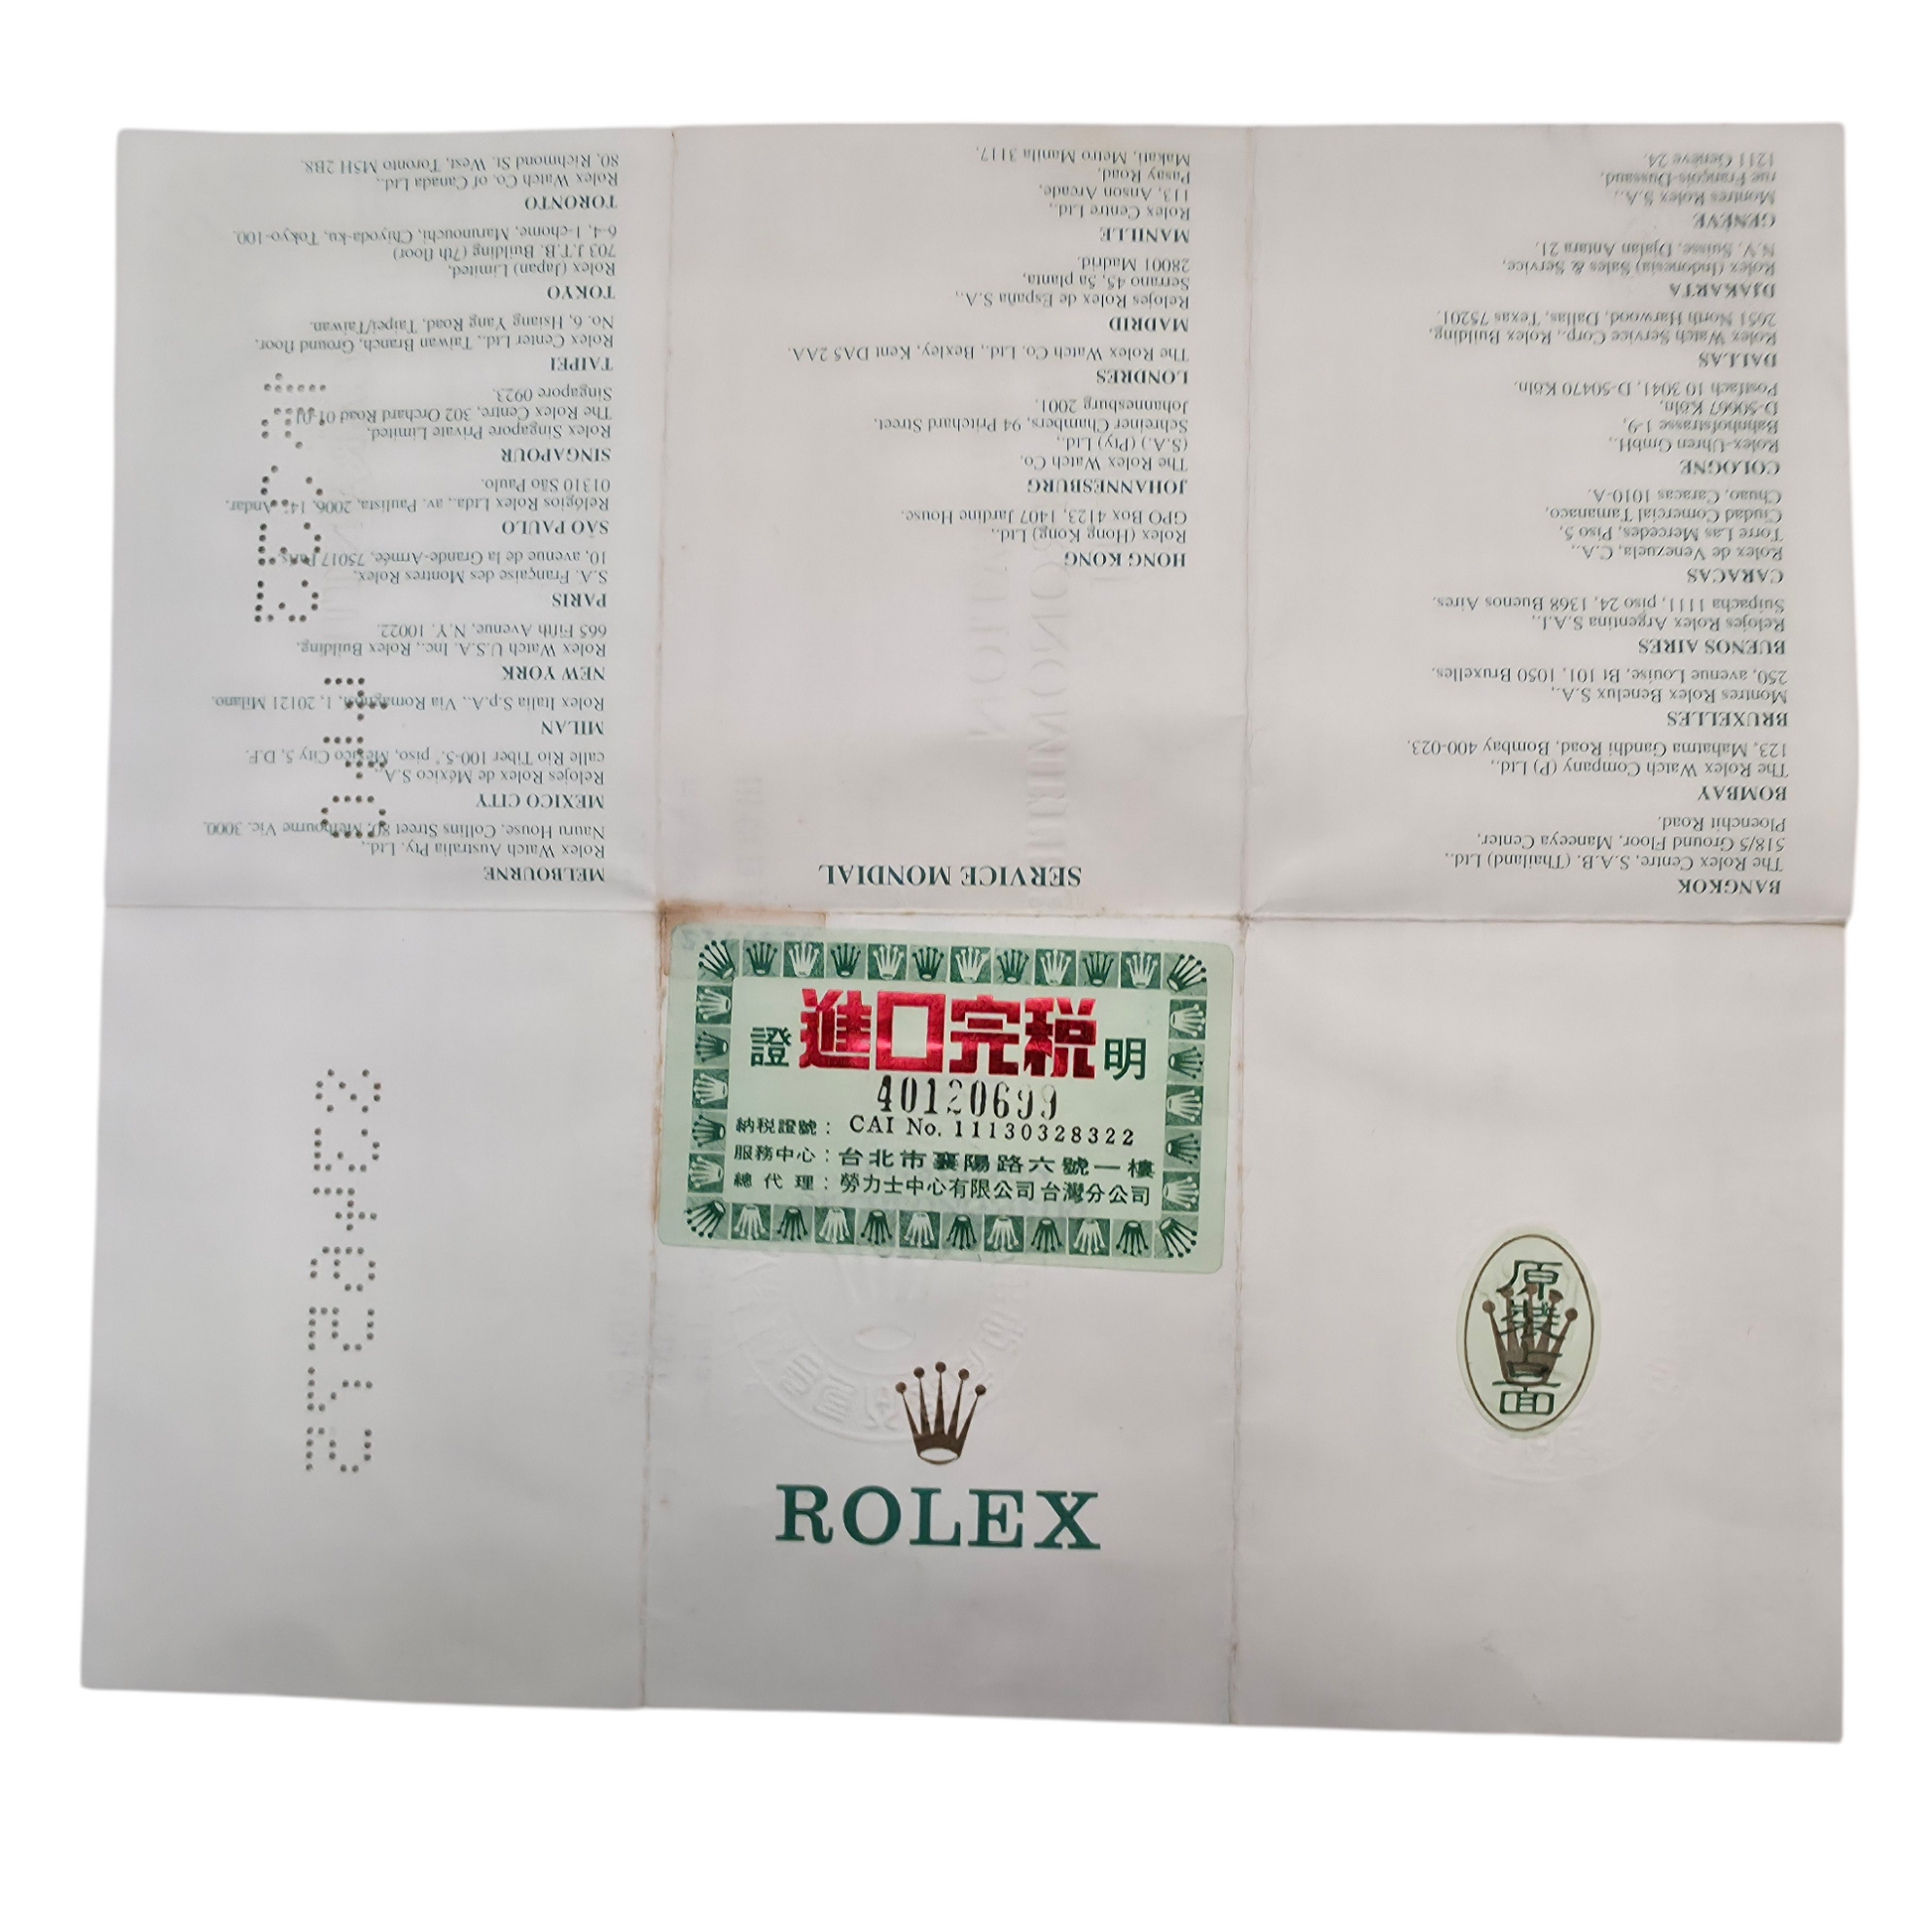 SERVICE MONDIAL
BANGKOK
The Rolex Centre, S.A.B. (Thailand) Ltd.,
518/5 Ground Floor, Maneeya Center,
Ploenchit Road.
BOMBAY
The Rolex Watch Company (P) Ltd.,
123, Mahatma Gandhi Road, Bombay 400-023.
BRUXELLES
Montres Rolex Benelux S.A.,
250, avenue Louise, Bt 101, 1050 Bruxelles.
BUENOS AIRES
Relojes Rolex Argentina S.A.I.,
Suipacha 1111, piso 24, 1368 Buenos Aires.
CARACAS
Rolex de Venezuela, C.A.,
Torre Las Mercedes, Piso 5,
Ciudad Comercial Tamanaco,
Chuao, Caracas 1010-A.
COLOGNE
Rolex-Uhren GmbH.,
Bahnhofstrasse 1-9,
D-50667 Köln,
Postfach 10 3041, D-50470 Köln.
DALLAS
Rolex Watch Service Corp., Rolex Building,
2651 North Harwood, Dallas, Texas 75201.
DJAKARTA
Rolex (Indonesia) Sales & Service,
N.V. Suisse, Djalan Antara 21.
GENÈVE
Montres Rolex S.A.,
rue François-Dussaud,
1211 Genève 24.
HONG KONG
Rolex (Hong Kong) Ltd.,
GPO Box 4123, 1407 Jardine House.
JOHANNESBURG
The Rolex Watch Co.
(S.A.) (Pty) Ltd.,
Schreiner Chambers, 94 Pritchard Street,
Johannesburg 2001.
LONDRES
The Rolex Watch Co. Ltd., Bexley, Kent DA5 2AA.
MADRID
Relojes Rolex de España S.A.,
Serrano 45, 5a planta,
28001 Madrid.
MANILLE
Rolex Centre Ltd.,
113, Anson Arcade,
Pasay Road,
Makati, Metro Manila 3117.
MELBOURNE
Rolex Watch Australia Pty. Ltd.,
Nauru House, Collins Street 80, Melbourne Vic. 3000.
MEXICO CITY
Relojes Rolex de México S.A.,
calle Rio Tiber 100-5.° piso, México City 5, D.F.
MILAN
Rolex Italia S.p.A., Via Romagnosi, 1, 20121 Milano.
NEW YORK
Rolex Watch U.S.A. Inc., Rolex Building,
665 Fifth Avenue, N.Y. 10022.
PARIS
S.A. Française des Montres Rolex,
10, avenue de la Grande-Armée, 75017 Paris.
SÃO PAULO
Relógios Rolex Ltda., av. Paulista, 2006, 14° Andar.
01310 São Paulo.
SINGAPOUR
Rolex Singapore Private Limited,
The Rolex Centre, 302 Orchard Road 01-01
Singapore 0923.
TAIPEI
Rolex Center Ltd., Taiwan Branch, Ground floor,
No. 6, Hsiang Yang Road, Taipei/Taiwan.
TOKYO
Rolex (Japan) Limited,
703 J.T.B. Building (7th floor)
6-4, 1-chome, Marunouchi, Chiyoda-ku, Tokyo-100.
TORONTO
Rolex Watch Co. of Canada Ltd.,
80, Richmond St. West, Toronto M5H 2B8.
證進口完税明
40120699
納税證號：CAI No. 11130328322
服務中心：台北市襄陽路六號一樓
總代理：勞力士中心有限公司台灣分公司
ROLEX
原裝占面